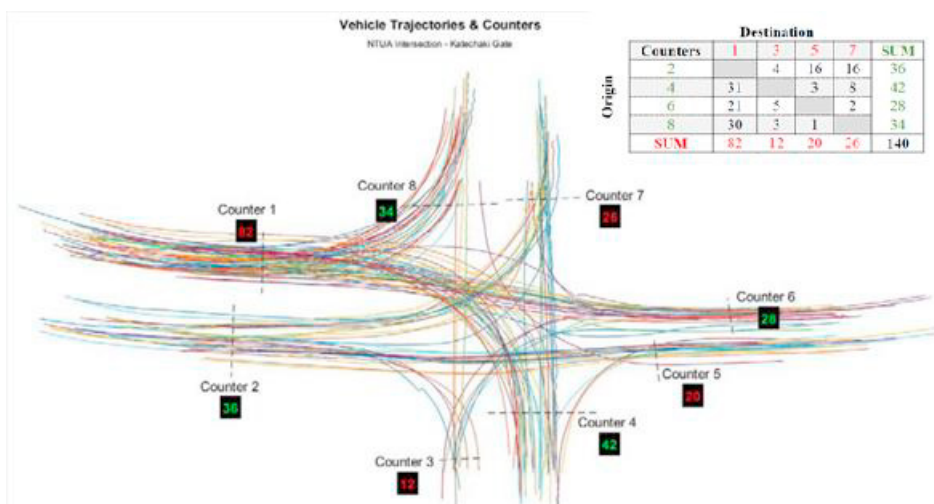 Vehicle Trajectories & Counters
NTUA Intersection - Katechaki Gate
Destination
Counters 1 3 5 7 SUM
Origin
2 4 16 16 36
4 31 3 8 42
6 21 5 2 28
8 30 3 1 34
SUM 82 12 20 26 140
Counter 8
34
Counter 7
26
Counter 1
82
Counter 6
28
Counter 2
36
Counter 5
20
Counter 4
42
Counter 3
12